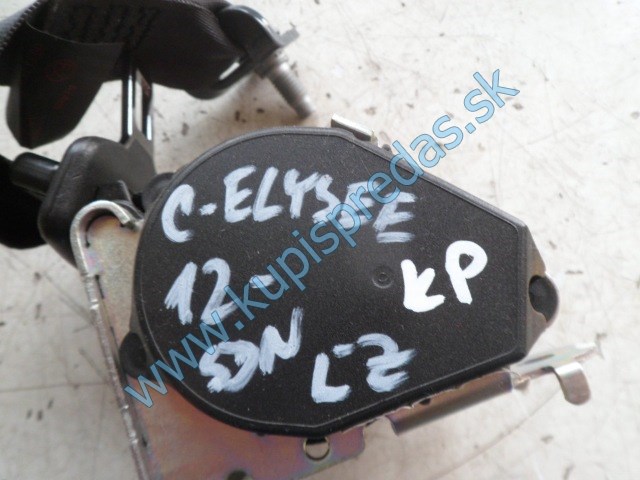 C-ELYSEE
12-
KP
SDN
LZ
www.kupispredas.sk